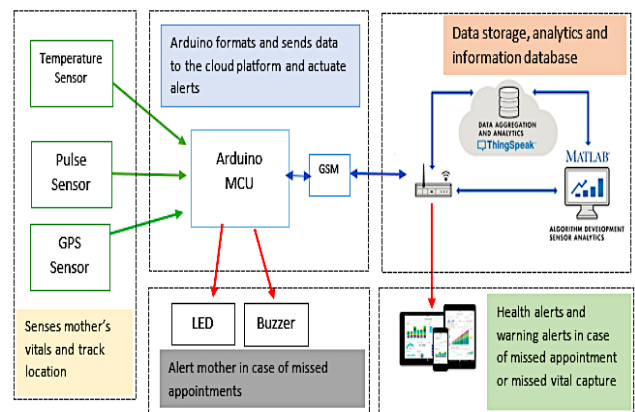 Temperature
Sensor
Pulse
Sensor
GPS
Sensor
Senses mother's
vitals and track
location
Arduino formats and sends data
to the cloud platform and actuate
alerts
Arduino
MCU
GSM
LED
Buzzer
Alert mother in case of missed
appointments
Data storage, analytics and
information database
DATA AGGREGATION
AND ANALYTICS
ThingSpeak™
MATLAB®
ALGORITHM DEVELOPMENT
SENSOR ANALYTICS
Health alerts and
warning alerts in case
of missed appointment
or missed vital capture